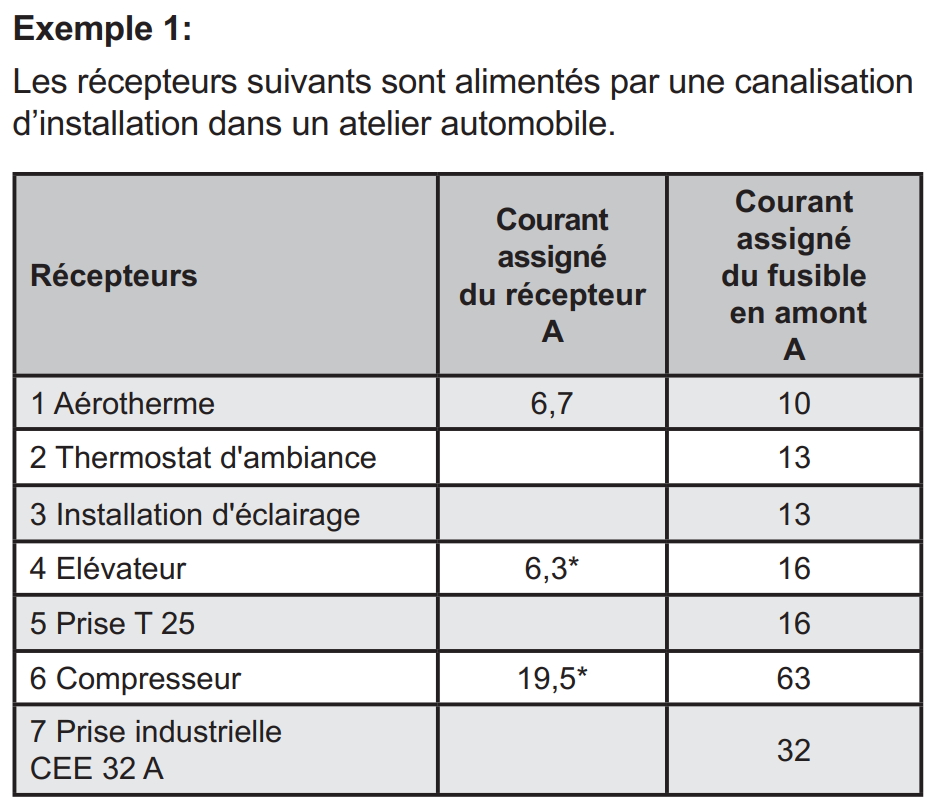 Exemple 1:
Les récepteurs suivants sont alimentés par une canalisation
d’installation dans un atelier automobile.
Récepteurs
Courant
assigné
du récepteur
A
Courant
assigné
du fusible
en amont
A
1 Aérotherme 6,7 10
2 Thermostat d'ambiance 13
3 Installation d'éclairage 13
4 Elévateur 6,3* 16
5 Prise T 25 16
6 Compresseur 19,5* 63
7 Prise industrielle
CEE 32 A
32